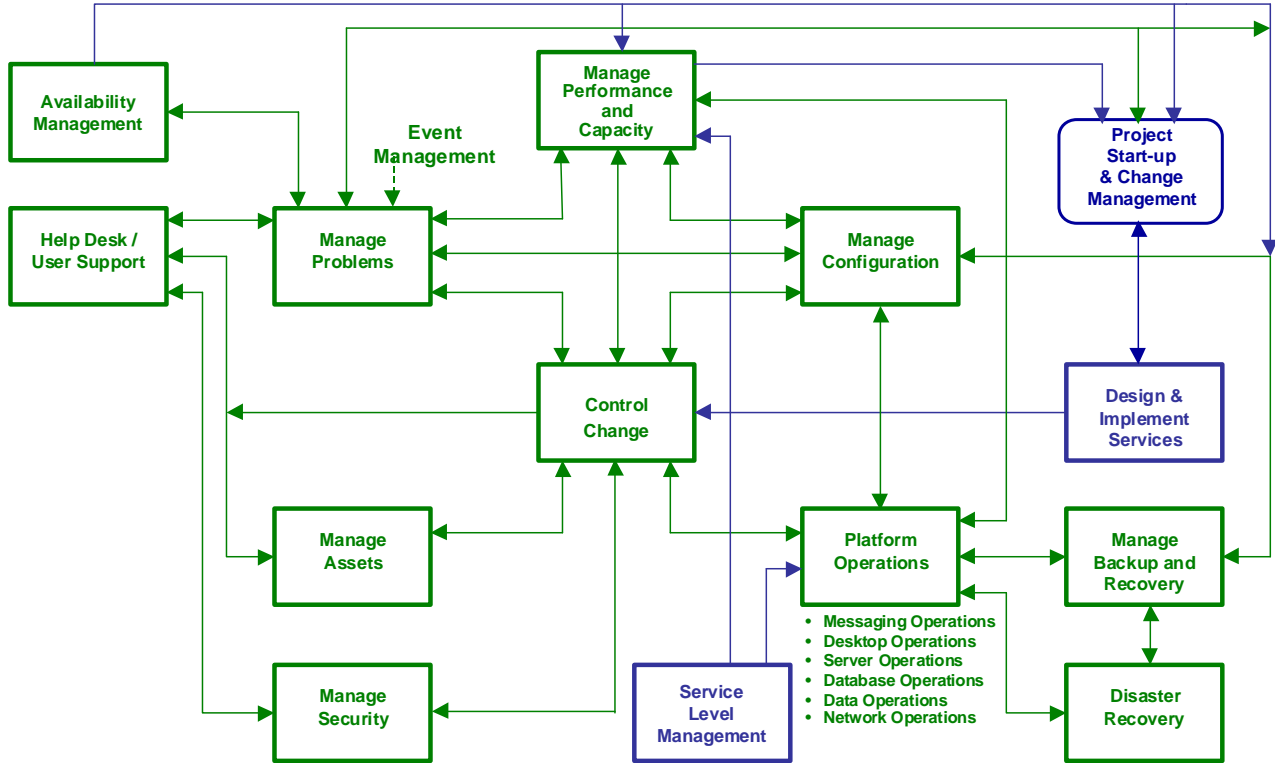 Availability
Management
Event
Management
Manage
Performance
and
Capacity
Project
Start-up
& Change
Management
Help Desk /
User Support
Manage
Problems
Manage
Configuration
Control
Change
Design &
Implement
Services
Manage
Assets
Platform
Operations
Manage
Backup and
Recovery
• Messaging Operations
• Desktop Operations
• Server Operations
• Database Operations
• Data Operations
• Network Operations
Manage
Security
Service
Level
Management
Disaster
Recovery